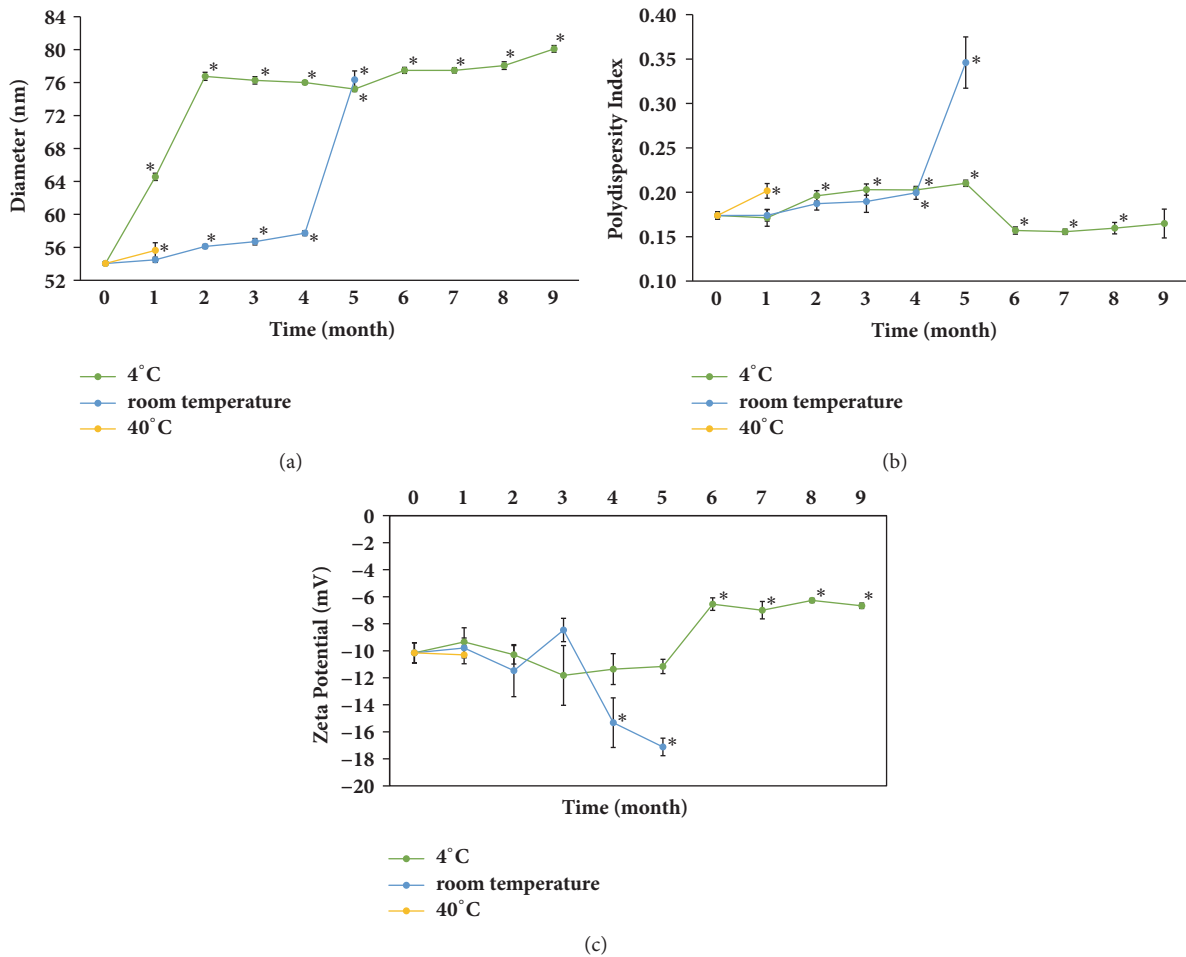 84
80
76
72
68
64
60
56
52
Diameter (nm)
* * * * * * * * * * * * * *
0 1 2 3 4 5 6 7 8 9
Time (month)
4°C
room temperature
40°C
(a)
0.40
0.35
0.30
0.25
0.20
0.15
0.10
Polydispersity Index
* * * * * * * * * *
0 1 2 3 4 5 6 7 8 9
Time (month)
4°C
room temperature
40°C
(b)
0 1 2 3 4 5 6 7 8 9
0
−2
−4
−6
−8
−10
−12
−14
−16
−18
−20
Zeta Potential (mV)
* * * * * *
Time (month)
4°C
room temperature
40°C
(c)